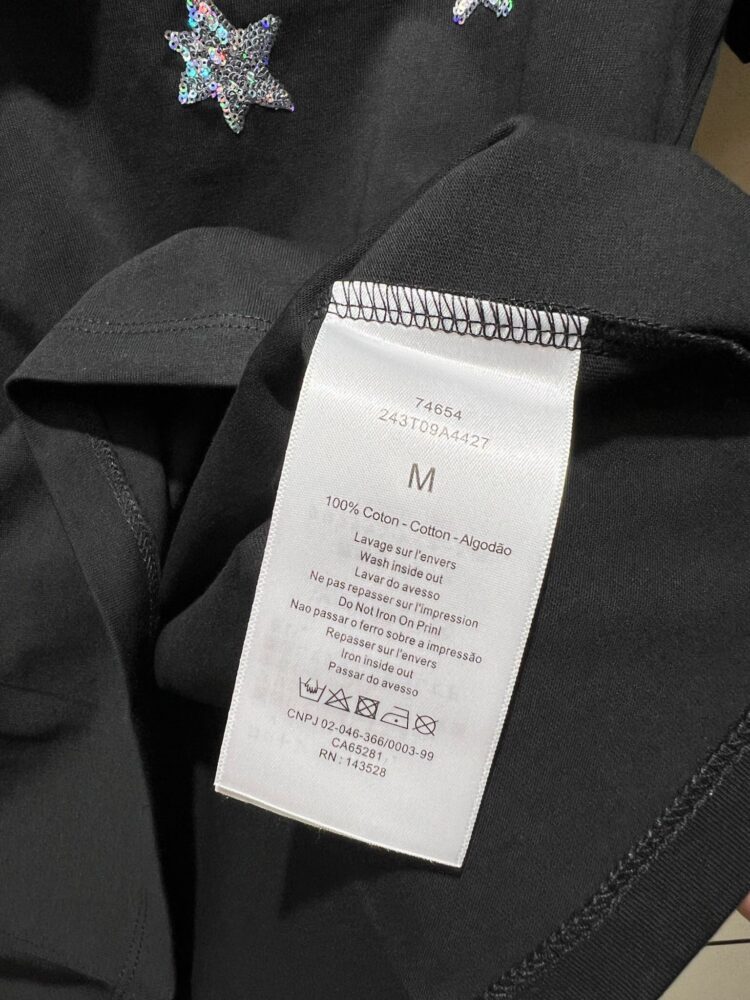 74654
243T09A4427
M
100% Coton - Cotton - Algodão
Lavage sur l'envers
Wash inside out
Lavar do avesso
Ne pas repasser sur l'impression
Do Not Iron On Print
Nao passar o ferro sobre a impressão
Repasser sur l'envers
Iron inside out
Passar do avesso
CNPJ 02-046-366/0003-99
CA65281
RN : 143528